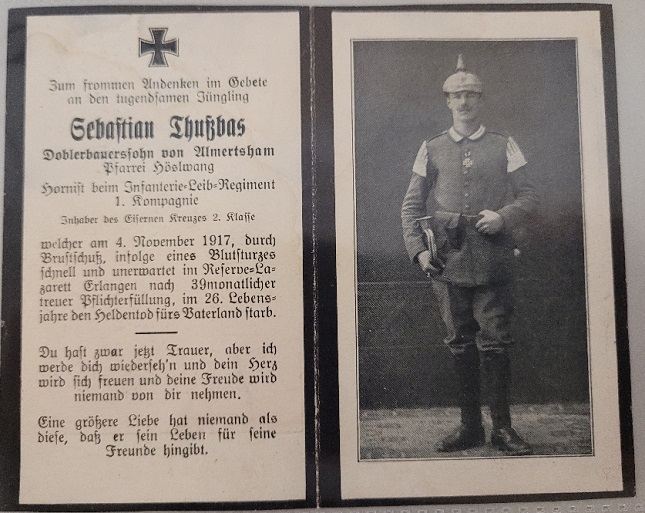 Zum frommen Andenken im Gebete
an den tugendsamen Jüngling
Sebastian Thußbas
Doblerbauerssohn von Almertsham
Pfarrei Höslwang
Hornist beim Infanterie-Leib-Regiment
1. Kompagnie
Inhaber des Eisernen Kreuzes 2. Klasse
welcher am 4. November 1917, durch
Brustschuß, infolge eines Blutsturzes
schnell und unerwartet im Reserve-La-
zarett Erlangen nach 39monatlicher
treuer Pflichterfüllung, im 26. Lebens-
jahre den Heldentod fürs Vaterland starb.
Du hast zwar jetzt Trauer, aber ich
werde dich wiederseh'n und dein Herz
wird sich freuen und deine Freude wird
niemand von dir nehmen.
Eine größere Liebe hat niemand als
diese, daß er sein Leben für seine
Freunde hingibt.